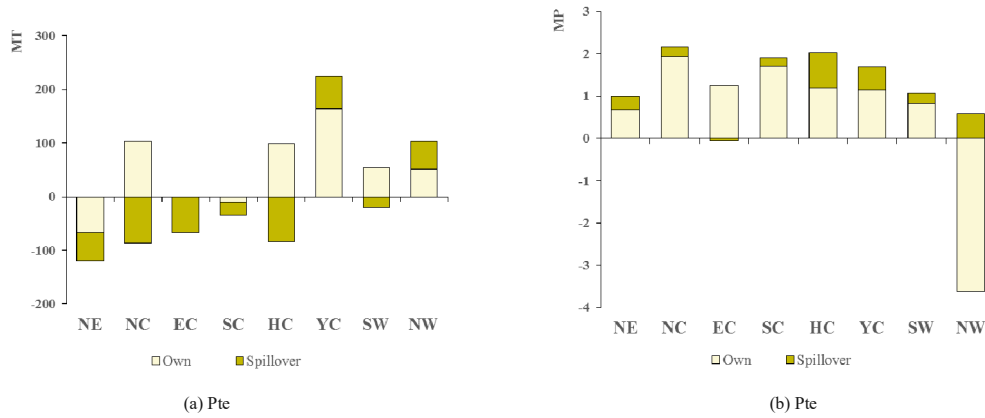 MT
300
200
100
0
-100
-200
NE NC EC SC HC YC SW NW
Own Spillover
(a) Pte
MP
3
2
1
0
-1
-2
-3
-4
NE NC EC SC HC YC SW NW
Own Spillover
(b) Pte